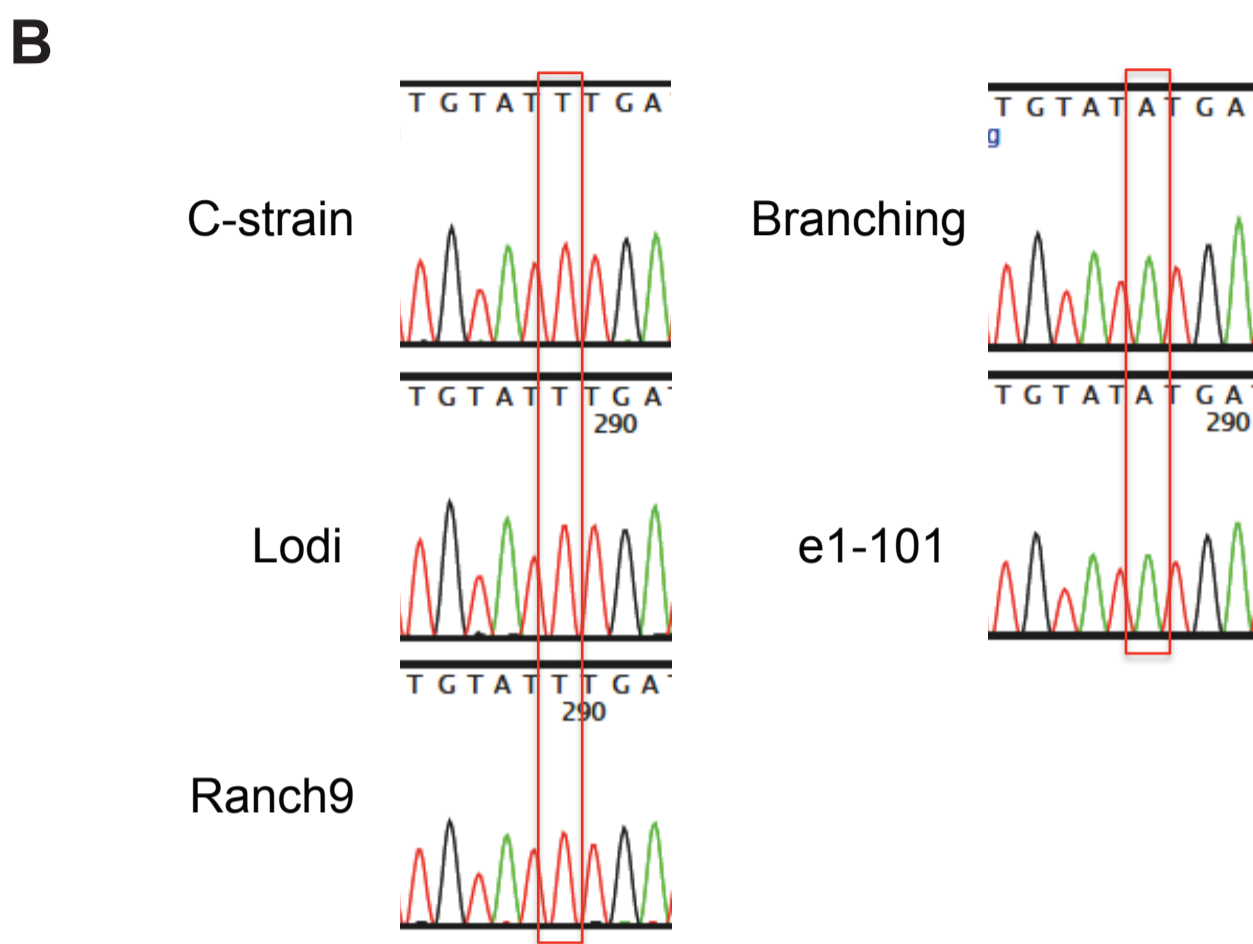 B
T G T A T T T G A
C-strain
T G T A T T T G A
290
Lodi
T G T A T T T G A
290
Ranch9
T G T A T A T G A
g
Branching
T G T A T A T G A
290
e1-101